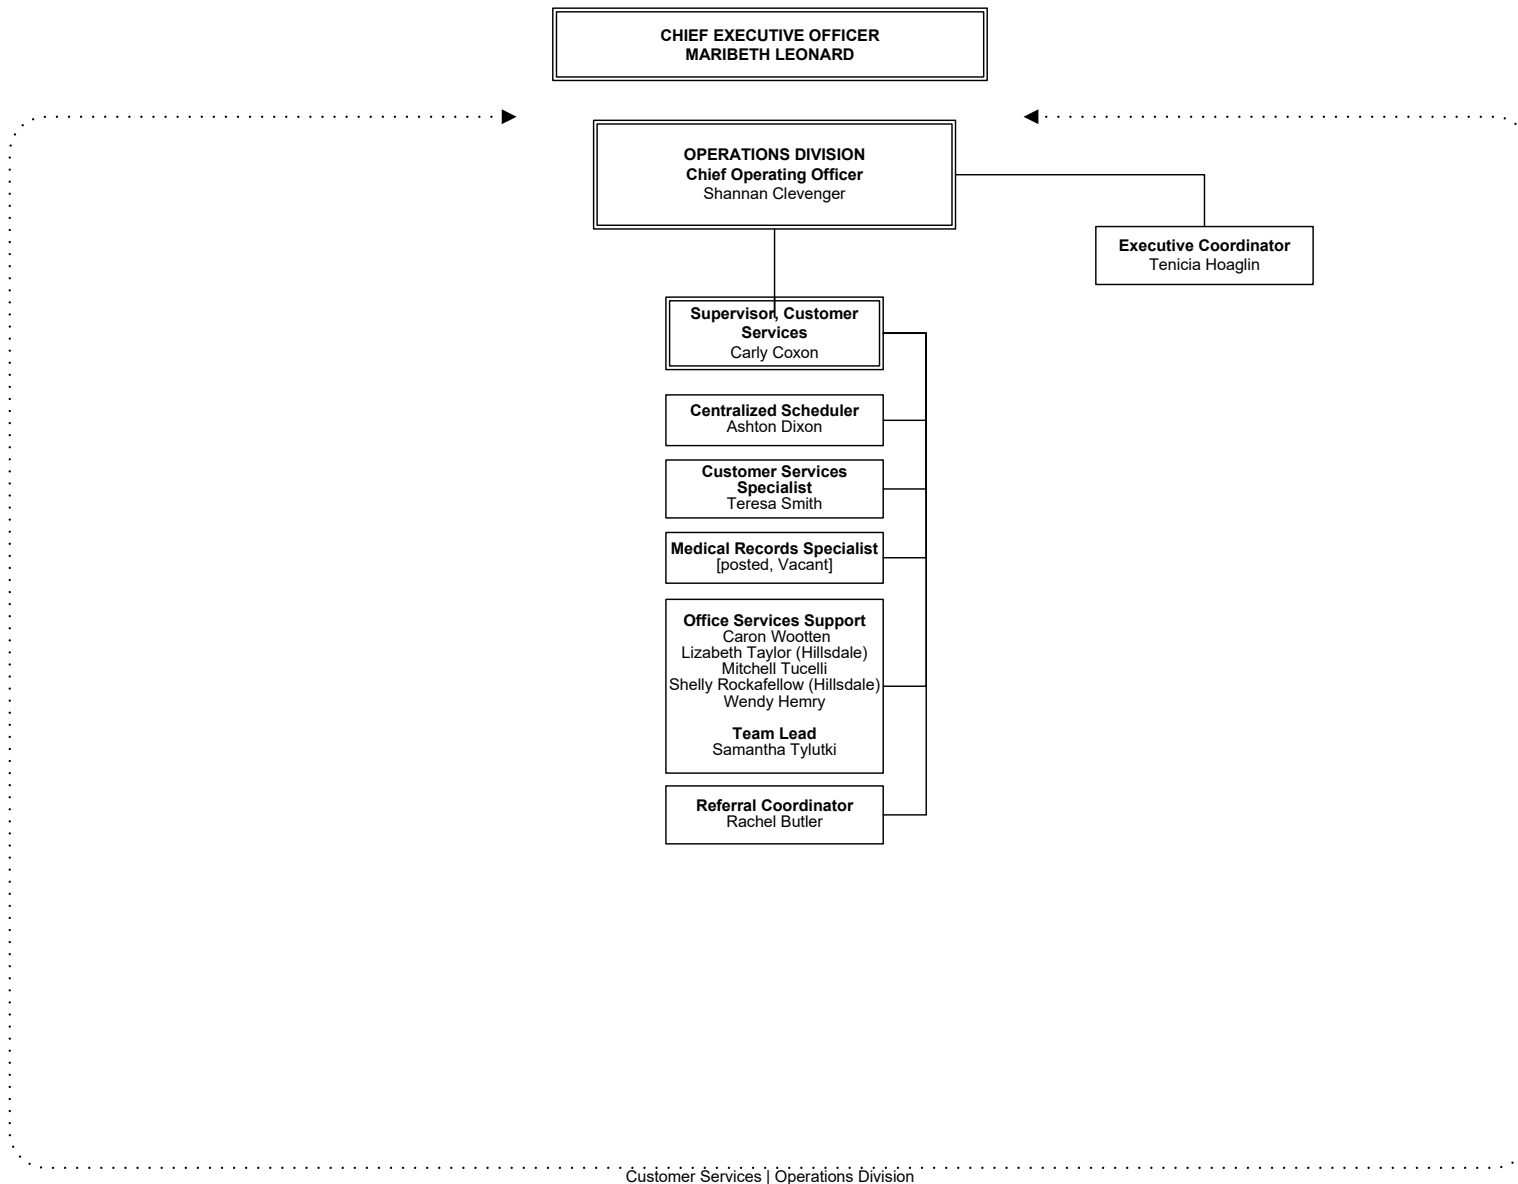 CHIEF EXECUTIVE OFFICER
MARIBETH LEONARD
OPERATIONS DIVISION
Chief Operating Officer
Shannan Clevenger
Executive Coordinator
Tenicia Hoaglin
Supervisor, Customer
Services
Carly Coxon
Centralized Scheduler
Ashton Dixon
Customer Services
Specialist
Teresa Smith
Medical Records Specialist
[posted, Vacant]
Office Services Support
Caron Wootten
Lizabeth Taylor (Hillsdale)
Mitchell Tucelli
Shelly Rockafellow (Hillsdale)
Wendy Hemry
Team Lead
Samantha Tylutki
Referral Coordinator
Rachel Butler
Customer Services | Operations Division